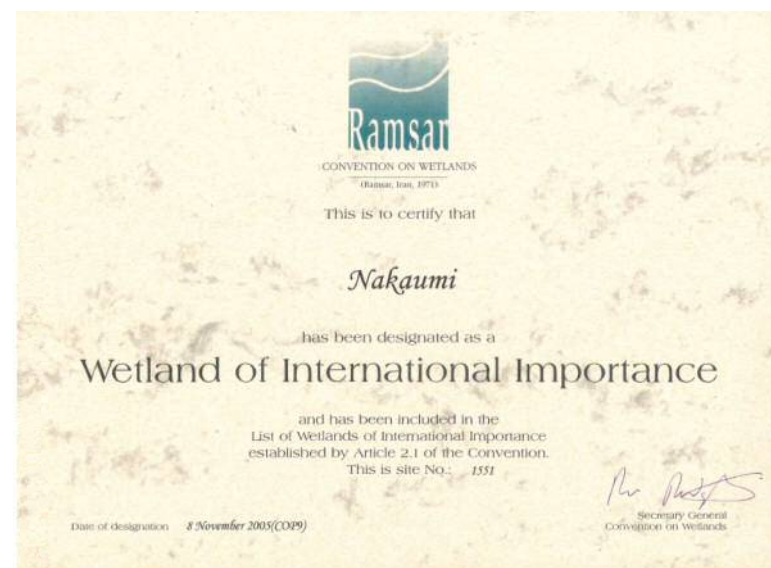 Ramsar
CONVENTION ON WETLANDS
(Ramsar, Iran, 1971)
This is to certify that
Nakaumi
has been designated as a
Wetland of International Importance
and has been included in the
List of Wetlands of International Importance
established by Article 2.1 of the Convention.
This is site No.: 1551
Secretary General
Convention on Wetlands
Date of designation 8 November 2005(COP9)